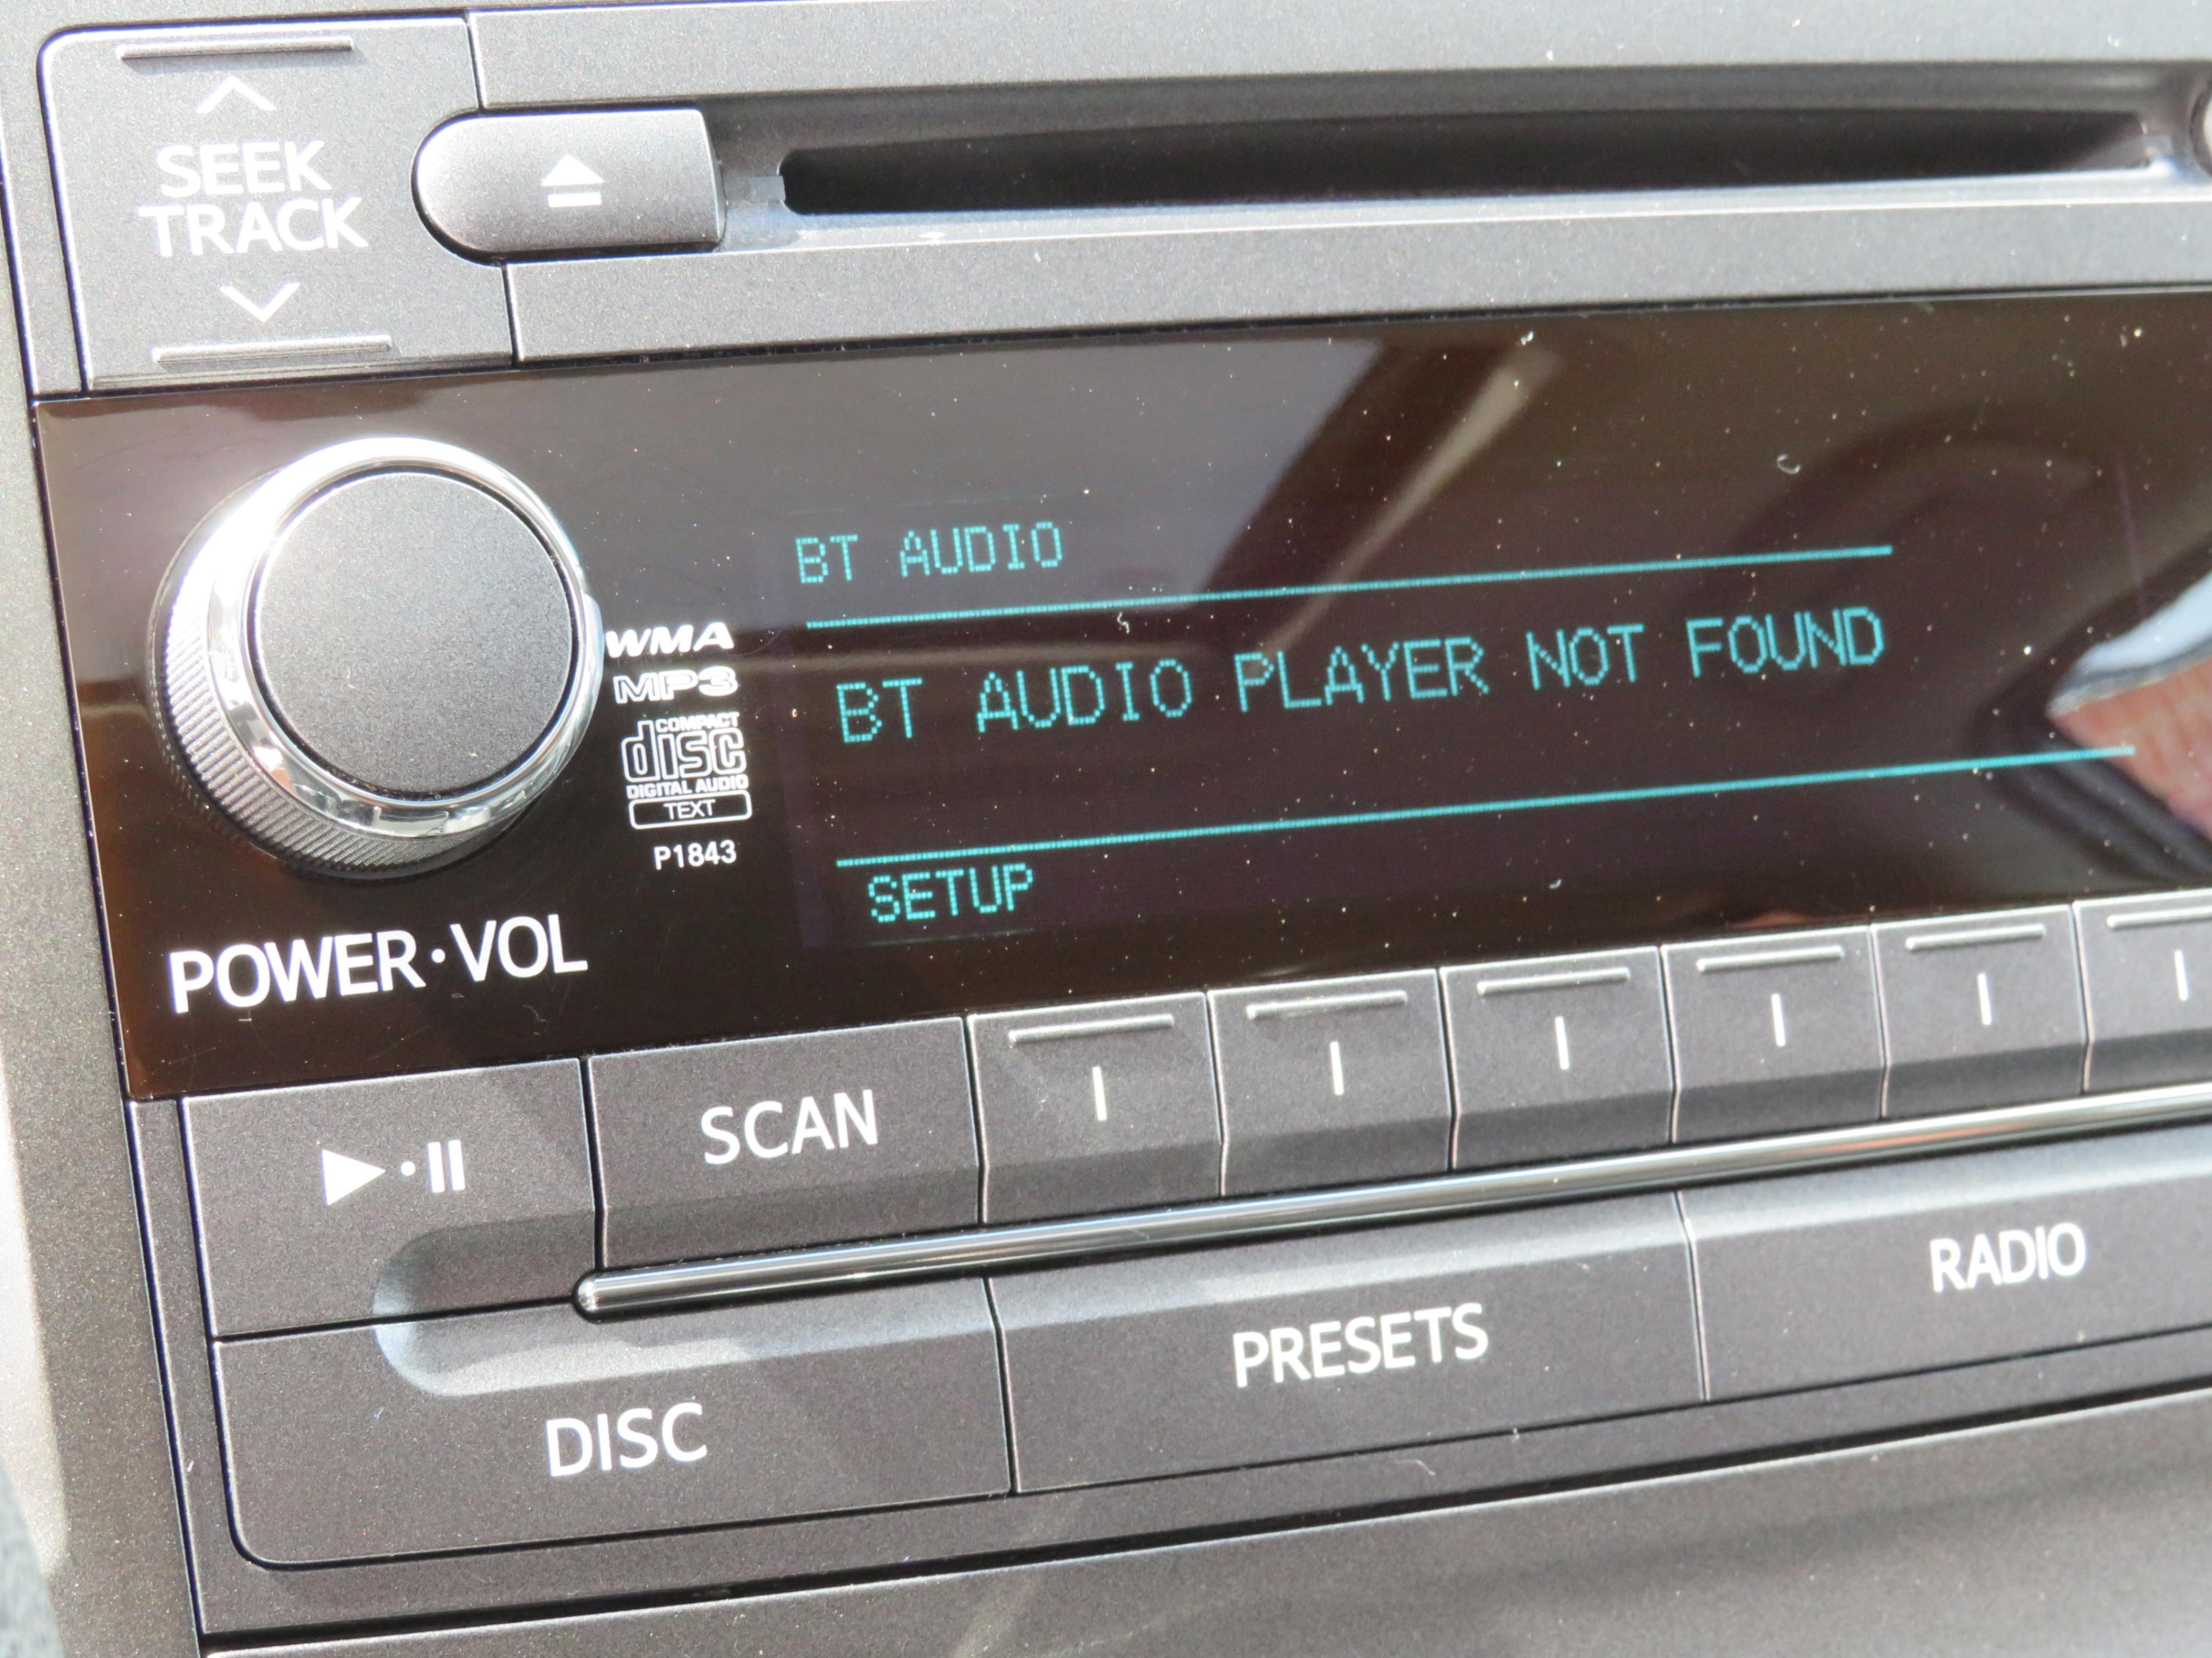 SEEK
TRACK
BT AUDIO
BT AUDIO PLAYER NOT FOUND
WMA
MP3
COMPACT
disc
DIGITAL AUDIO
TEXT
P1843
SETUP
POWER·VOL
SCAN
DISC
PRESETS
RADIO